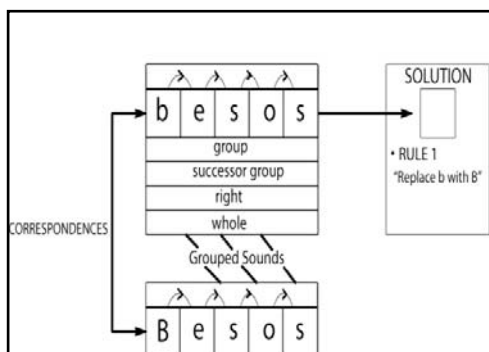 SOLUTION
b e s o s
• RULE 1
"Replace b with B"
group
successor group
right
whole
CORRESPONDENCES
Grouped Sounds
B e s o s